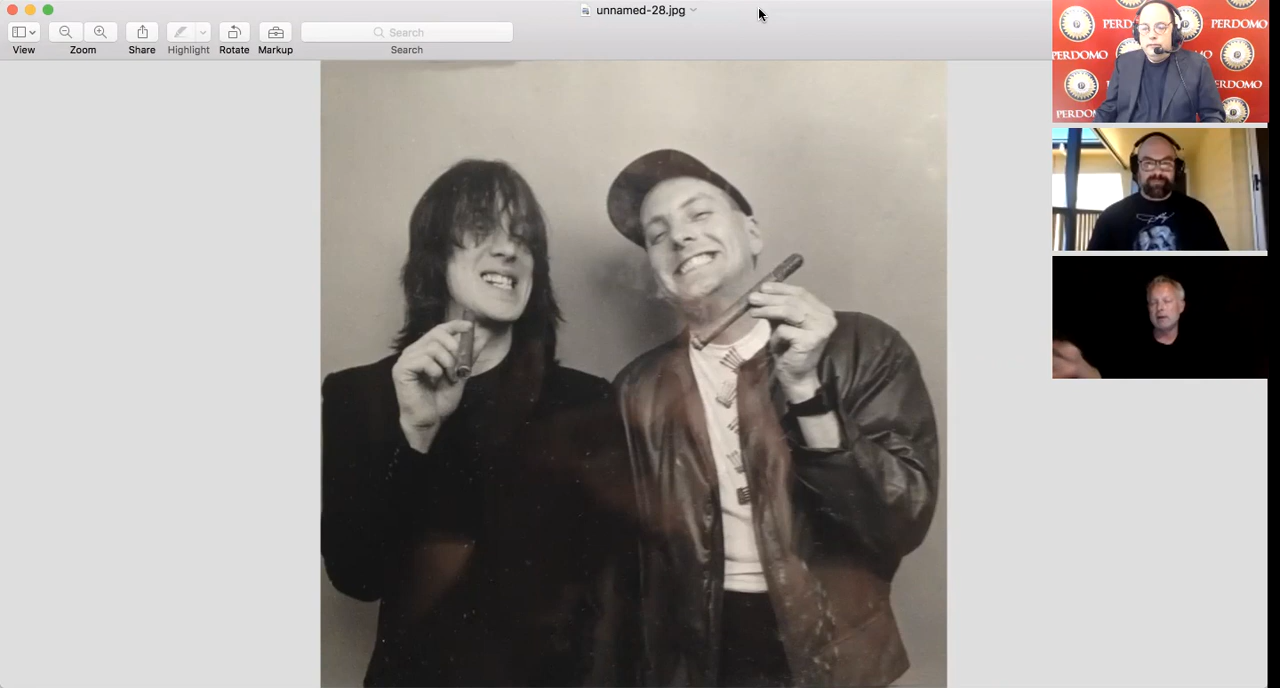 unnamed-28.jpg
Search
View
Zoom
Share
Highlight
Rotate
Markup
Search
PERDOMO
PERDOMO
PERDOMO
P